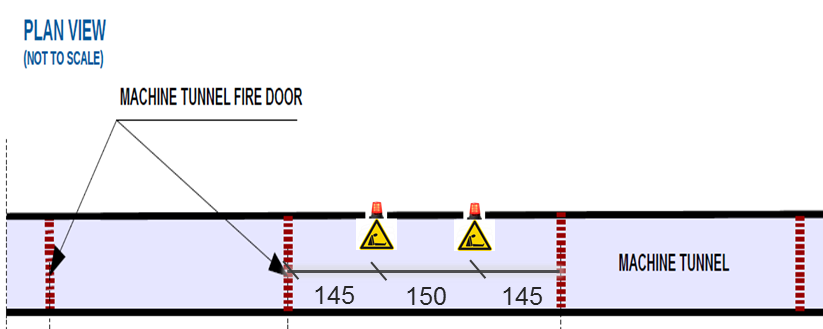 PLAN VIEW
(NOT TO SCALE)
MACHINE TUNNEL FIRE DOOR
MACHINE TUNNEL
145 150 145